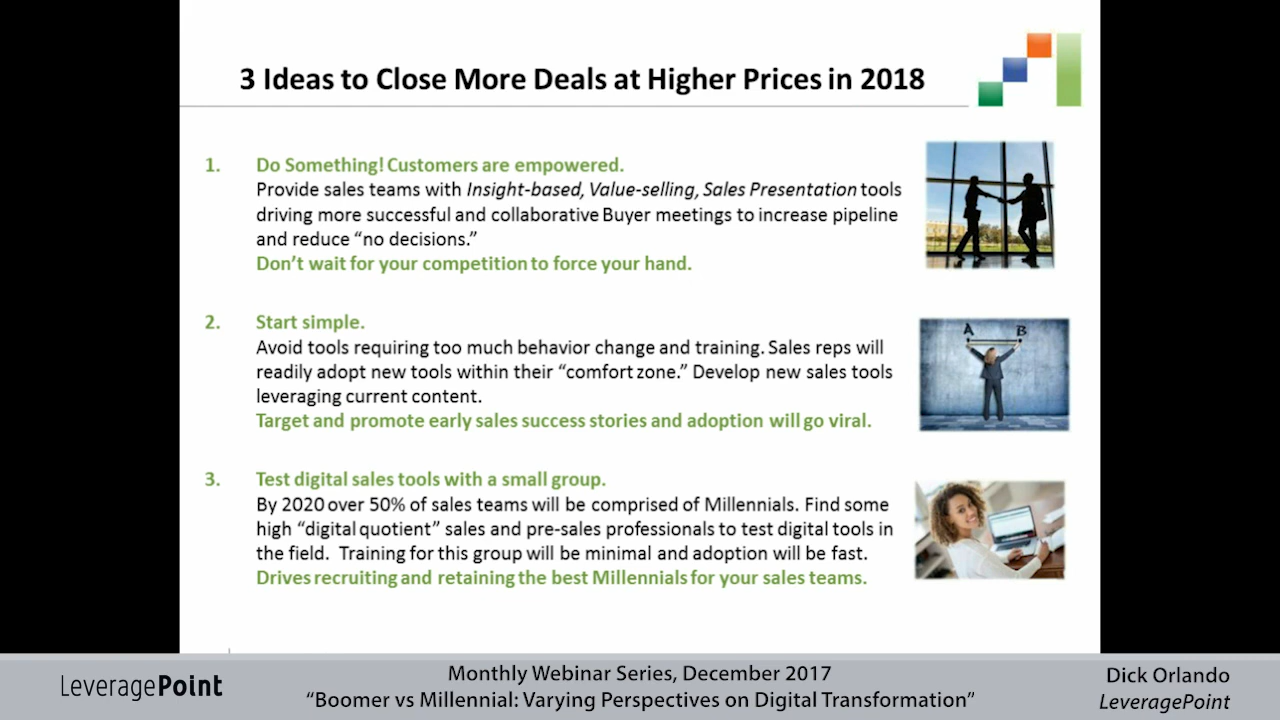 3 Ideas to Close More Deals at Higher Prices in 2018
1. Do Something! Customers are empowered.
Provide sales teams with Insight-based, Value-selling, Sales Presentation tools
driving more successful and collaborative Buyer meetings to increase pipeline
and reduce “no decisions.”
Don’t wait for your competition to force your hand.
2. Start simple.
Avoid tools requiring too much behavior change and training. Sales reps will
readily adopt new tools within their “comfort zone.” Develop new sales tools
leveraging current content.
Target and promote early sales success stories and adoption will go viral.
A B
3. Test digital sales tools with a small group.
By 2020 over 50% of sales teams will be comprised of Millennials. Find some
high “digital quotient” sales and pre-sales professionals to test digital tools in
the field. Training for this group will be minimal and adoption will be fast.
Drives recruiting and retaining the best Millennials for your sales teams.
LeveragePoint
Monthly Webinar Series, December 2017
“Boomer vs Millennial: Varying Perspectives on Digital Transformation”
Dick Orlando
LeveragePoint